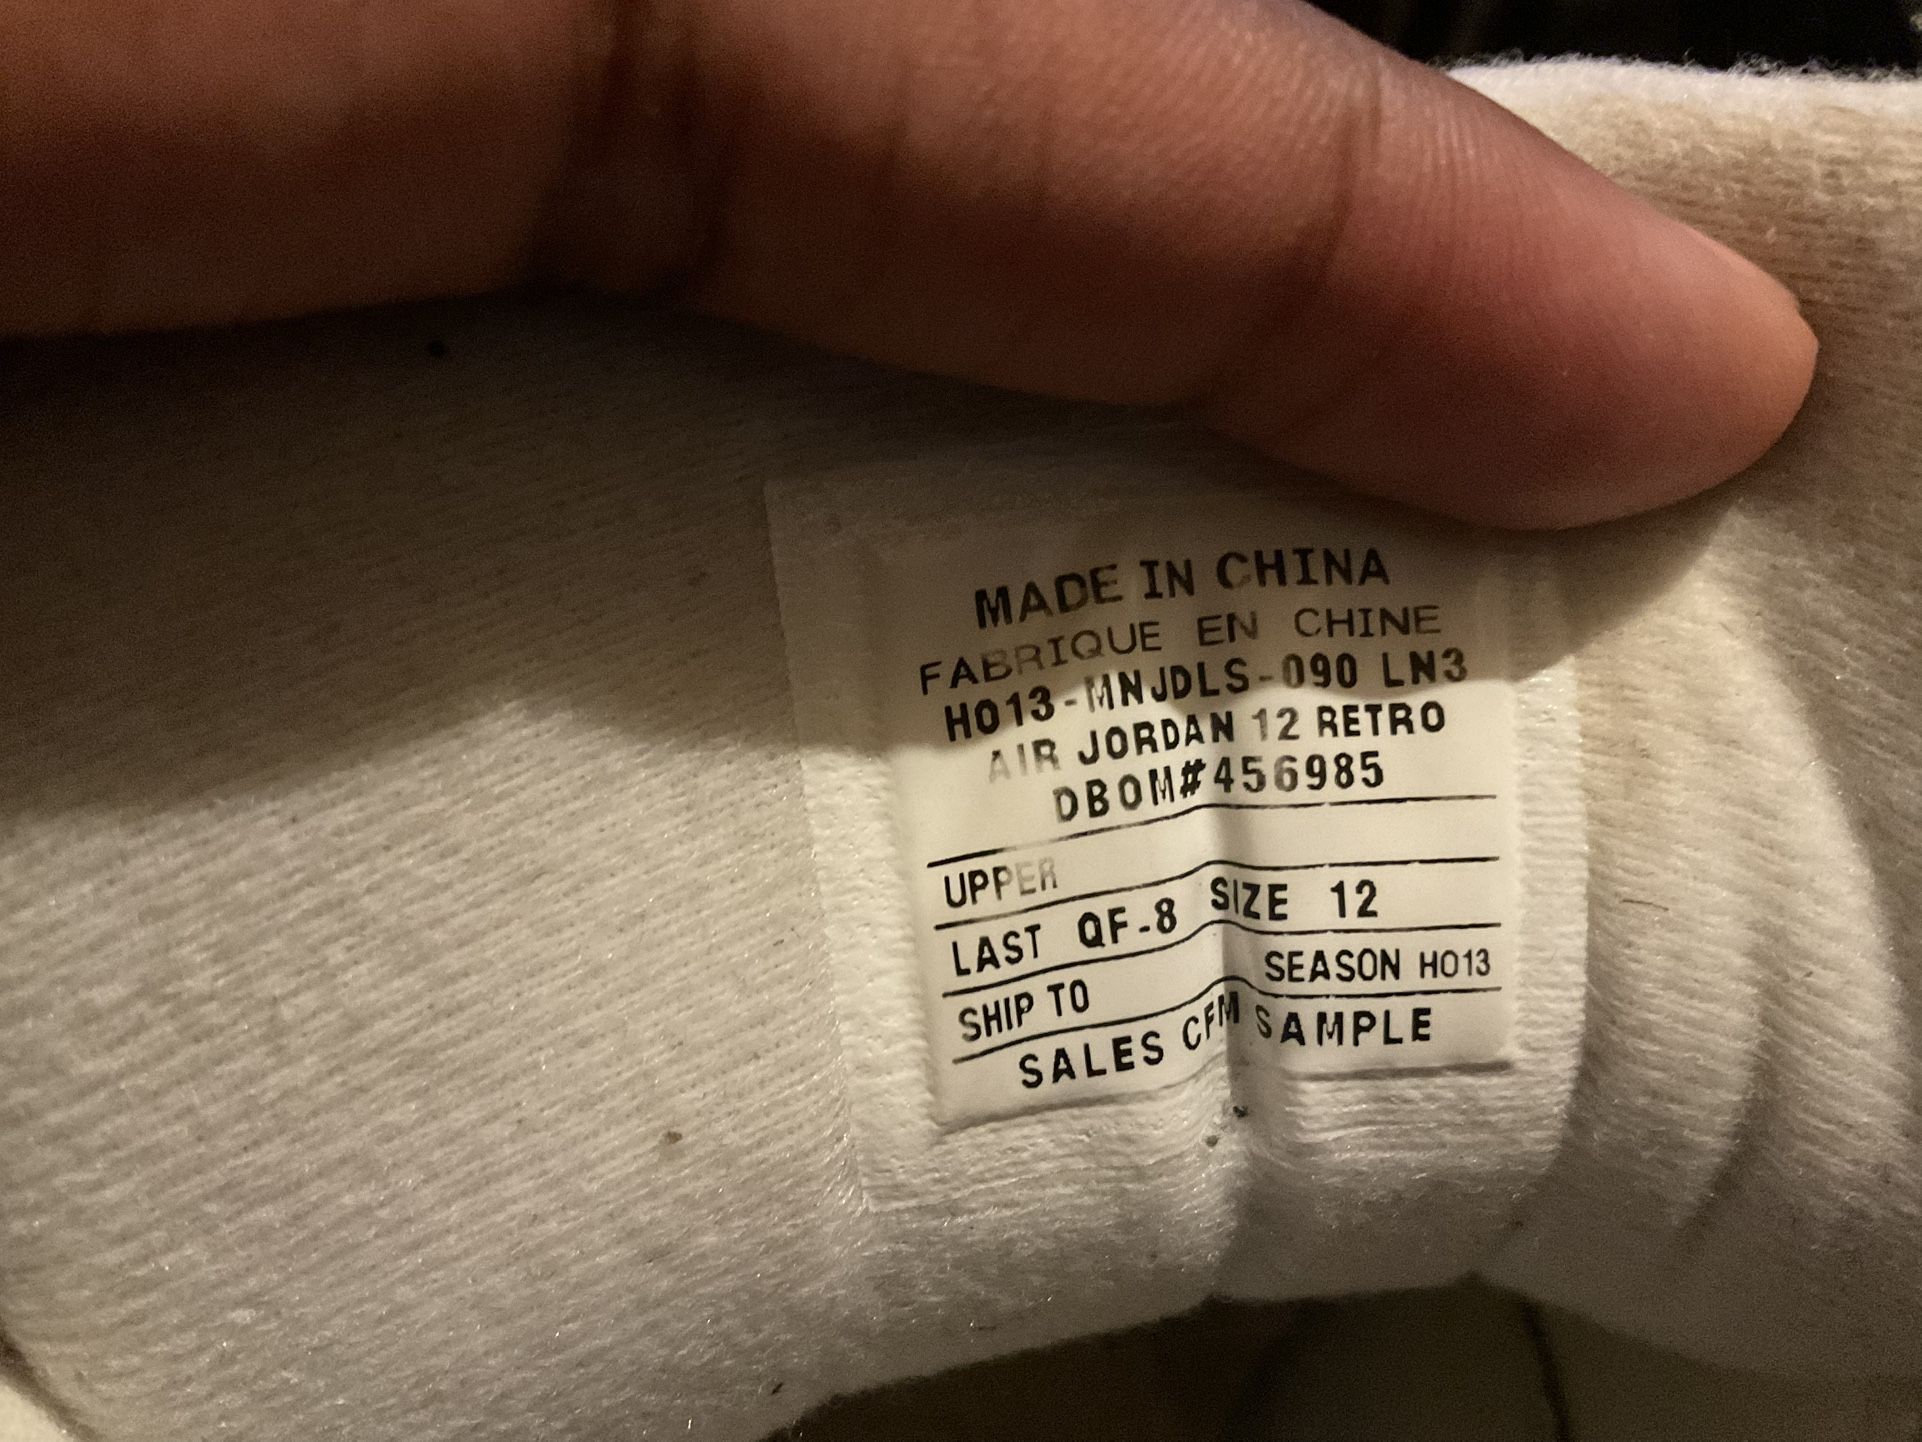 MADE IN CHINA
FABRIQUE EN CHINE
HO13-MNJDLS-090 LN3
AIR JORDAN 12 RETRO
DBOM#456985
UPPER
LAST QF-8 SIZE 12
SHIP TO SEASON HO13
SALES CFM SAMPLE